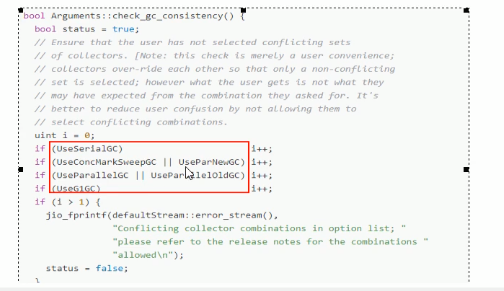 bool Arguments::check_gc_consistency() {
bool status = true;
// Ensure that the user has not selected conflicting sets
// of collectors. [Note: this check is merely a user convenience;
// collectors over-ride each other so that only a non-conflicting
// set is selected; however what the user gets is not what they
// may have expected from the combination they asked for. It's
// better to reduce user confusion by not allowing them to
// select conflicting combinations.
uint i = 0;
if (UseSerialGC) i++;
if (UseConcMarkSweepGC || UseParNewGC) i++;
if (UseParallelGC || UseParallelOldGC) i++;
if (UseG1GC) i++;
if (i > 1) {
jio_fprintf(defaultStream::error_stream(),
"Conflicting collector combinations in option list; "
"please refer to the release notes for the combinations "
"allowed\n");
status = false;
}